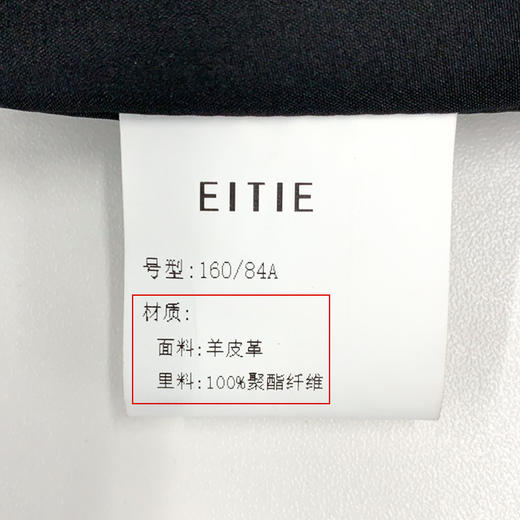 EITIE
号型:160/84A
材质:
面料:羊皮革
里料:100%聚酯纤维